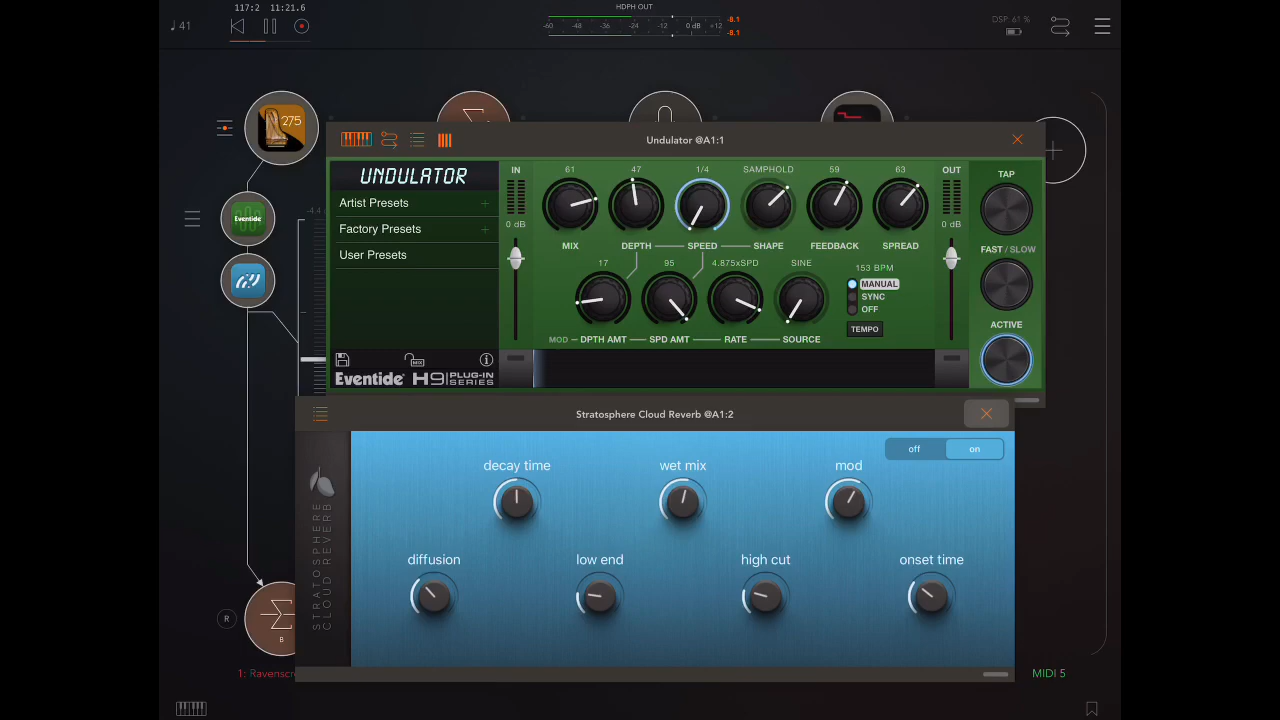 117:2 11:21.6
♩ 41
HDPH OUT
-60 -48 -36 -24 -12 0 dB +12
-8.1
-8.1
DSP: 61 %
275
Undulator @A1:1
UNDULATOR
Artist Presets +
Factory Presets +
User Presets
Eventide H9 PLUG-IN SERIES
IN
0 dB
61 47 1/4 SAMPHOLD 59 63
MIX DEPTH SPEED SHAPE FEEDBACK SPREAD
17 95 4.875xSPD SINE
MOD DPTH AMT SPD AMT RATE SOURCE
153 BPM
MANUAL
SYNC
OFF
TEMPO
OUT
0 dB
TAP
FAST / SLOW
ACTIVE
Eventide
-4.4
MIX
Stratosphere Cloud Reverb @A1:2
off on
STRATOSPHERE
CLOUD REVERB
decay time wet mix mod
diffusion low end high cut onset time
R
B
1:
MIDI 5